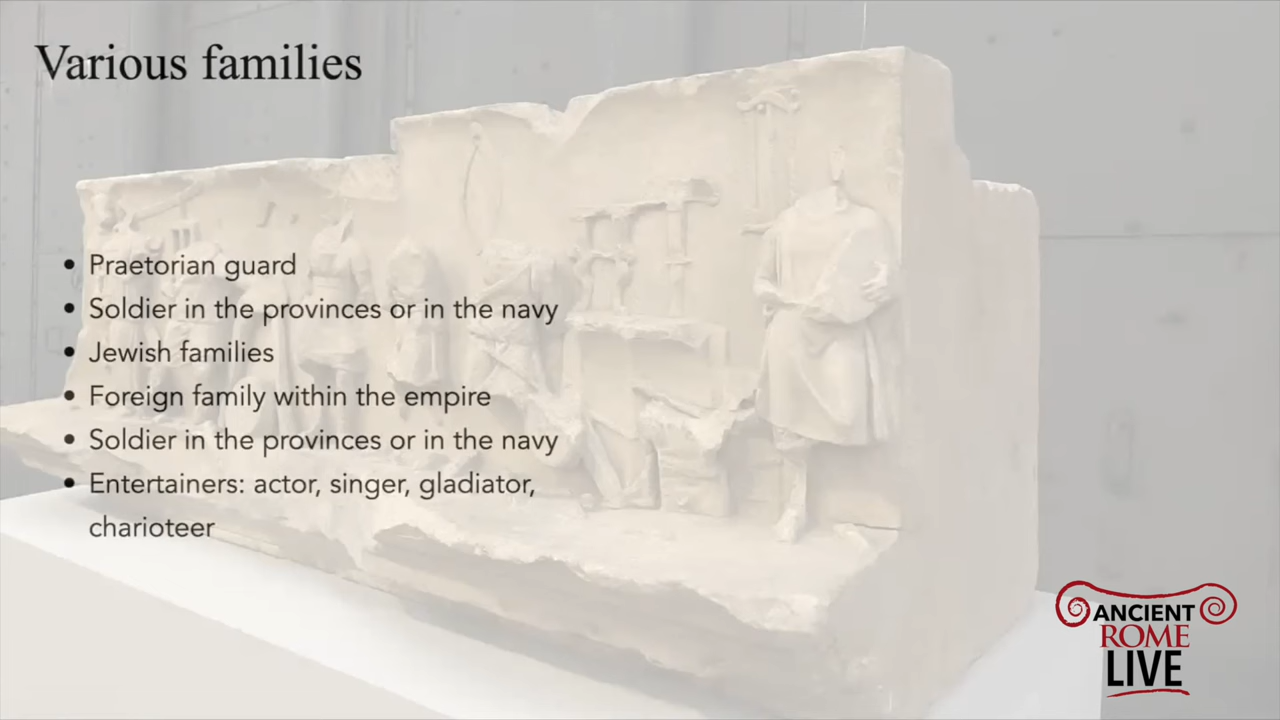 Various families
• Praetorian guard
• Soldier in the provinces or in the navy
• Jewish families
• Foreign family within the empire
• Soldier in the provinces or in the navy
• Entertainers: actor, singer, gladiator,
charioteer
ANCIENT
ROME
LIVE